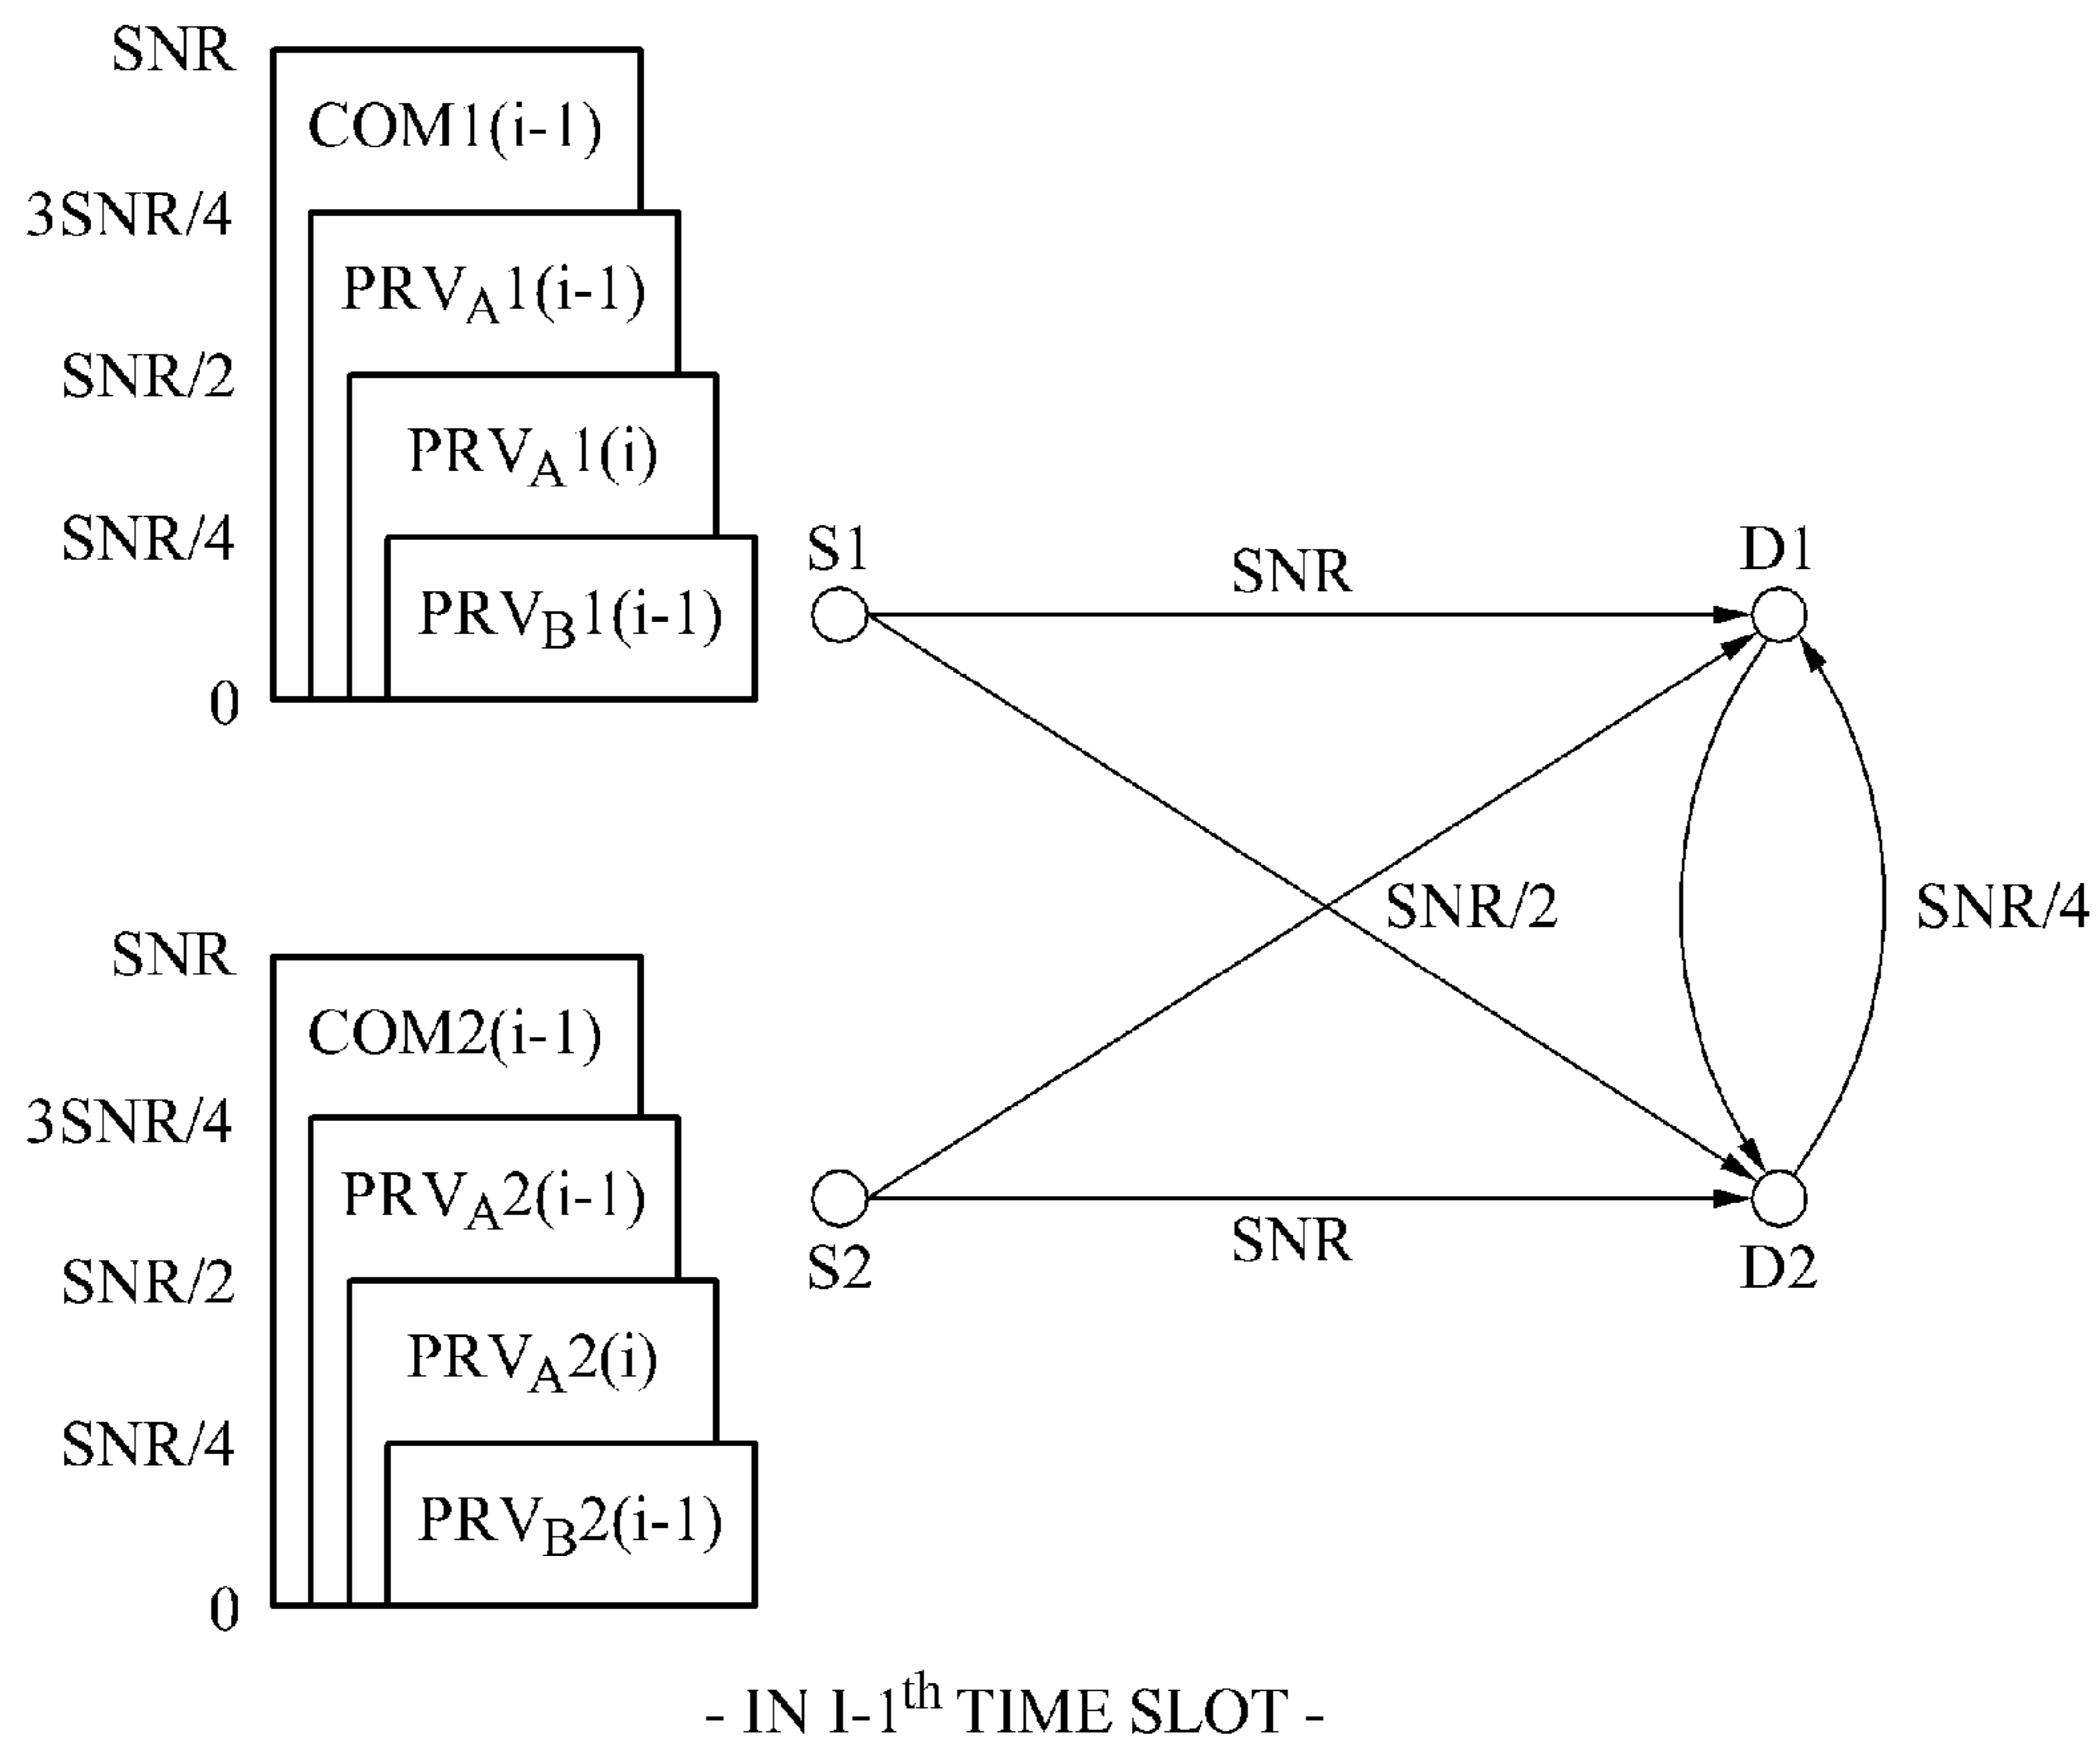 SNR
COM1(i-1)
3SNR/4
PRVA1(i-1)
SNR/2
PRVA1(i)
SNR/4
PRVB1(i-1)
0
S1
SNR
D1
SNR/2
SNR/4
S2
SNR
D2
SNR
COM2(i-1)
3SNR/4
PRVA2(i-1)
SNR/2
PRVA2(i)
SNR/4
PRVB2(i-1)
0
- IN I-1th TIME SLOT -